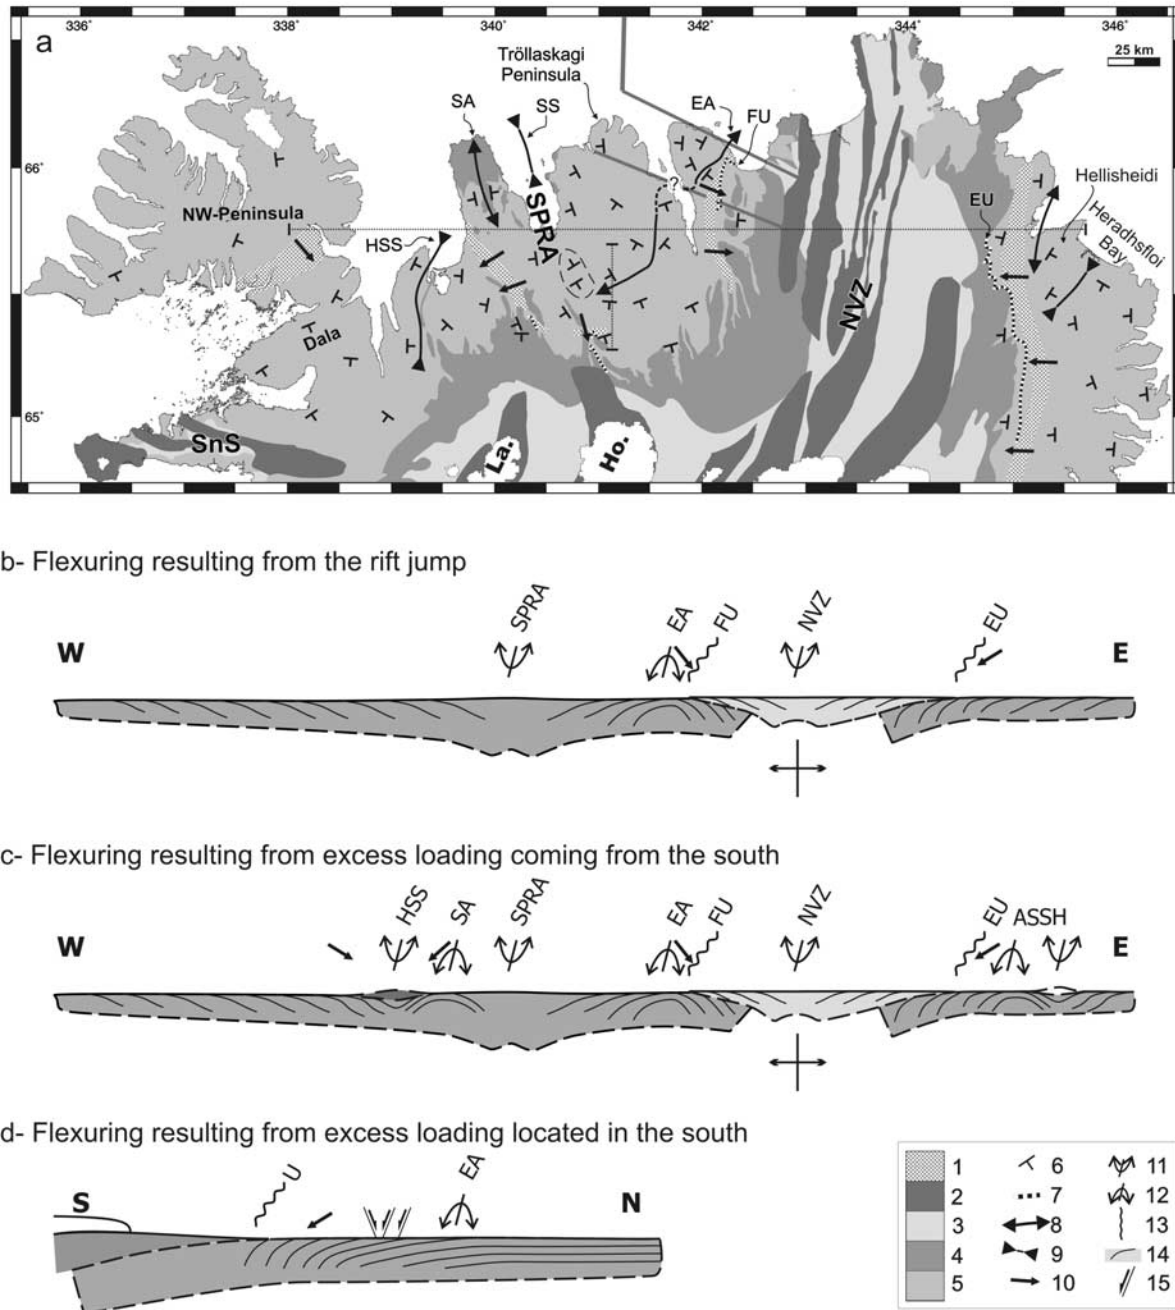 336° 338° 340° 342° 344° 346°
a
25 km
Tröllaskagi
Peninsula
SA
SS
EA
FU
66°
NW-Peninsula
HSS
SPRA
?
EU
Hellisheidi
Heradhsfloi
Bay
NVZ
Dala
65°
SnS
La.
Ho.
b- Flexuring resulting from the rift jump
W
SPRA
EA
FU
NVZ
EU
E
c- Flexuring resulting from excess loading coming from the south
W
HSS
SA
SPRA
EA
FU
NVZ
EU
ASSH
E
d- Flexuring resulting from excess loading located in the south
S
U
EA
N
1 6 11
2 7 12
3 8 13
4 9 14
5 10 15